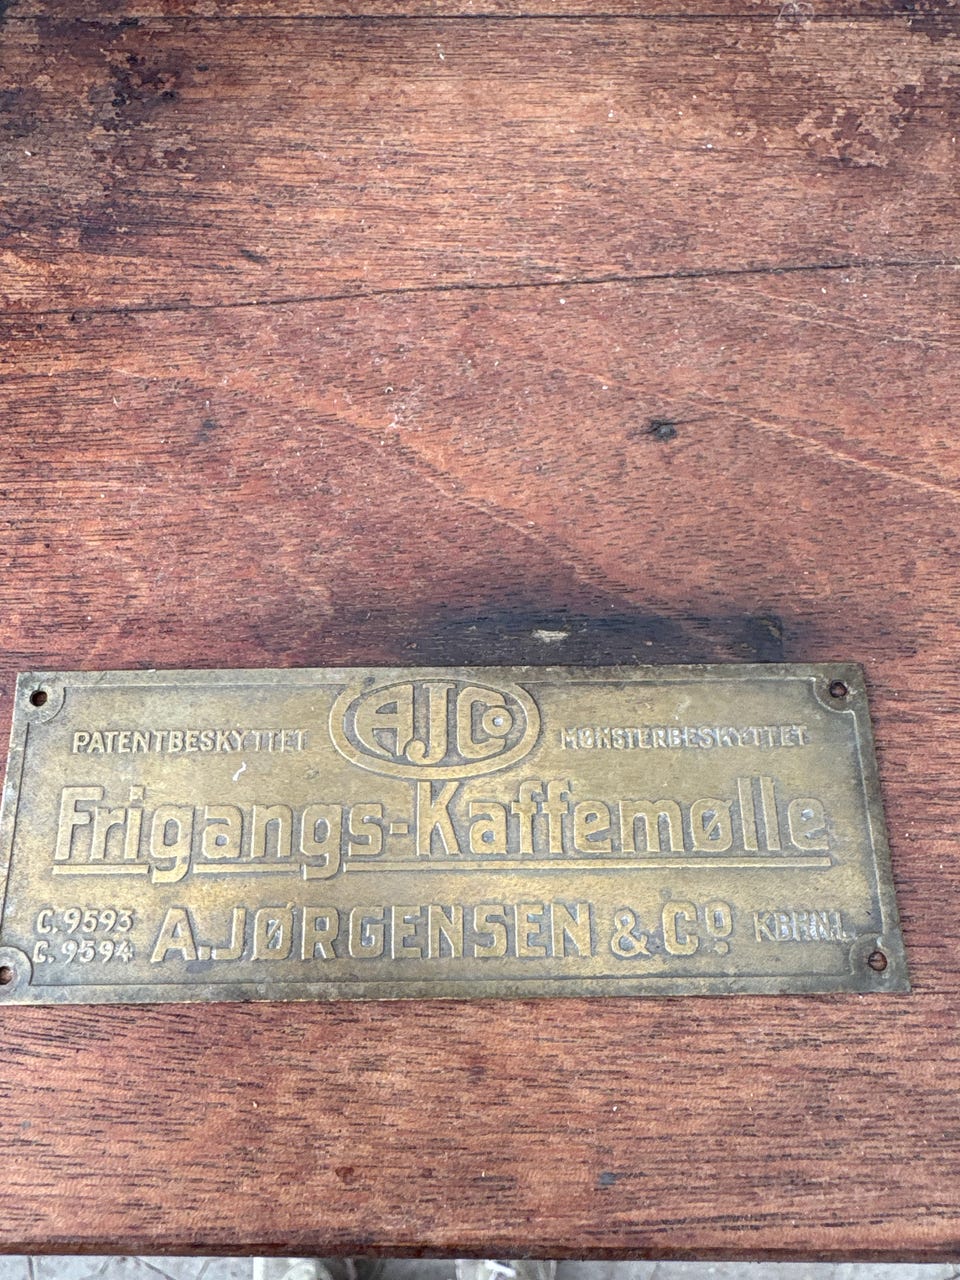 AJCo
PATENTBESKYTTET MØNSTERBESKYTTET
Frigangs-Kaffemølle
C. 9593
C. 9594
A. JØRGENSEN & Co KBHN.